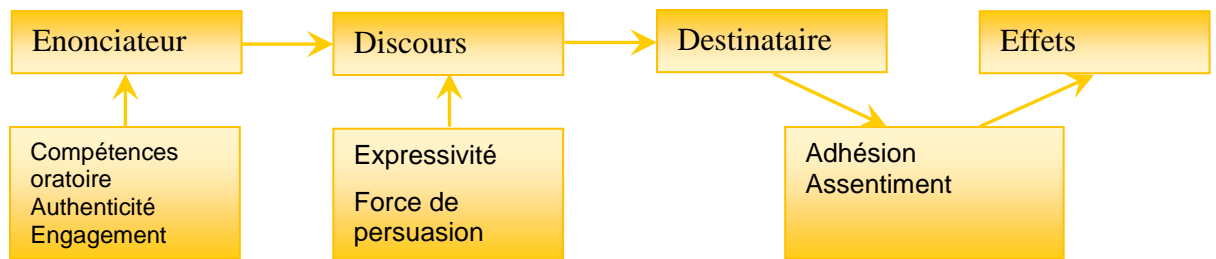 Enonciateur
Discours
Destinataire
Effets
Compétences
oratoire
Authenticité
Engagement
Expressivité
Force de
persuasion
Adhésion
Assentiment